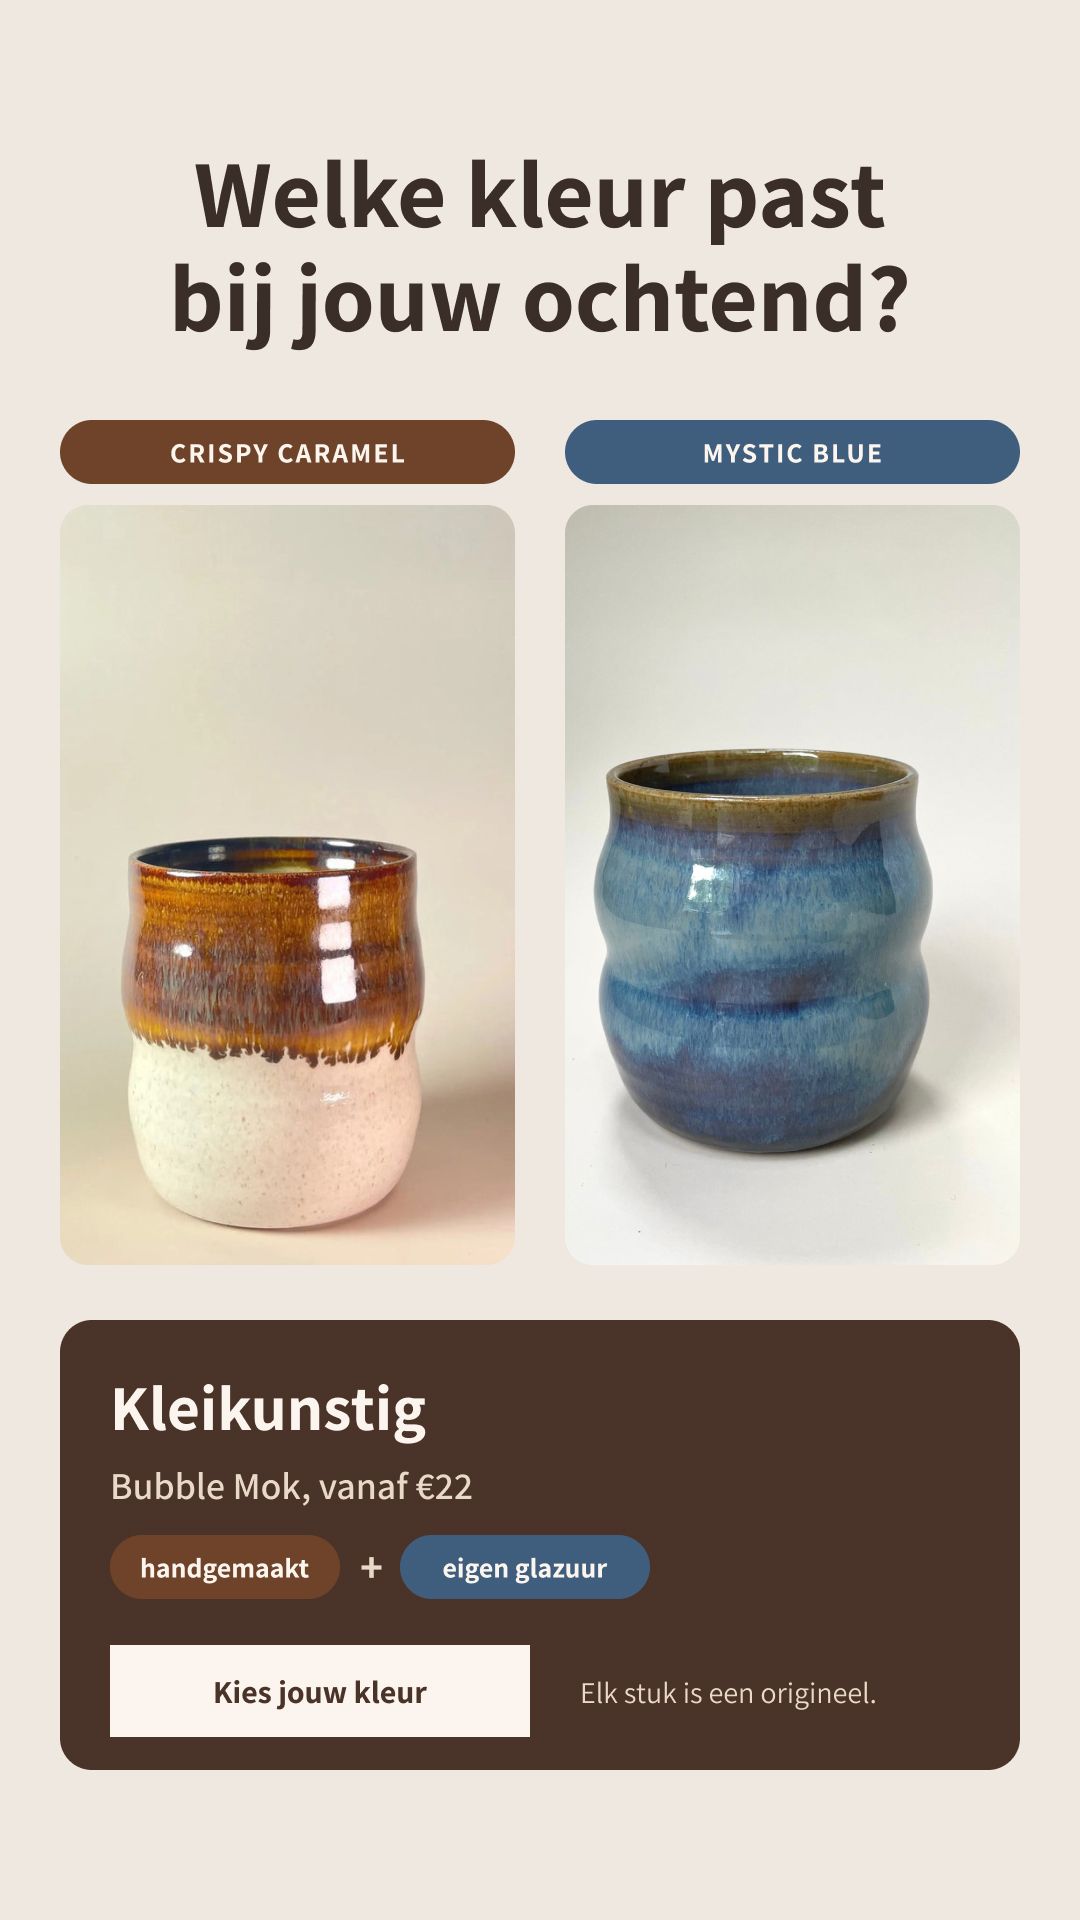 Welke kleur past
bij jouw ochtend?
CRISPY CARAMEL
MYSTIC BLUE
Kleikunstig
Bubble Mok, vanaf €22
handgemaakt + eigen glazuur
Kies jouw kleur
Elk stuk is een origineel.